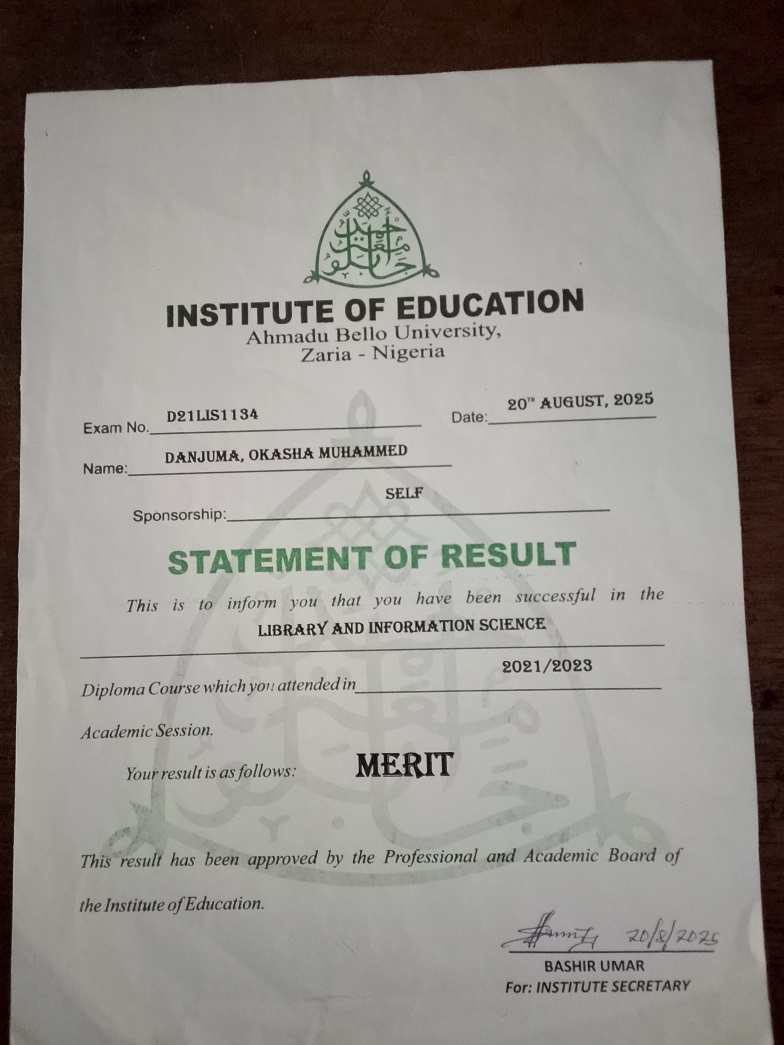 INSTITUTE OF EDUCATION
Ahmadu Bello University,
Zaria - Nigeria
Exam No. D21LIS1134 Date: 20TH AUGUST, 2025
Name: DANJUMA, OKASHA MUHAMMED
Sponsorship: SELF
STATEMENT OF RESULT
This is to inform you that you have been successful in the
LIBRARY AND INFORMATION SCIENCE
Diploma Course which you attended in 2021/2023
Academic Session.
Your result is as follows: MERIT
This result has been approved by the Professional and Academic Board of
the Institute of Education.
20/8/2025
BASHIR UMAR
For: INSTITUTE SECRETARY